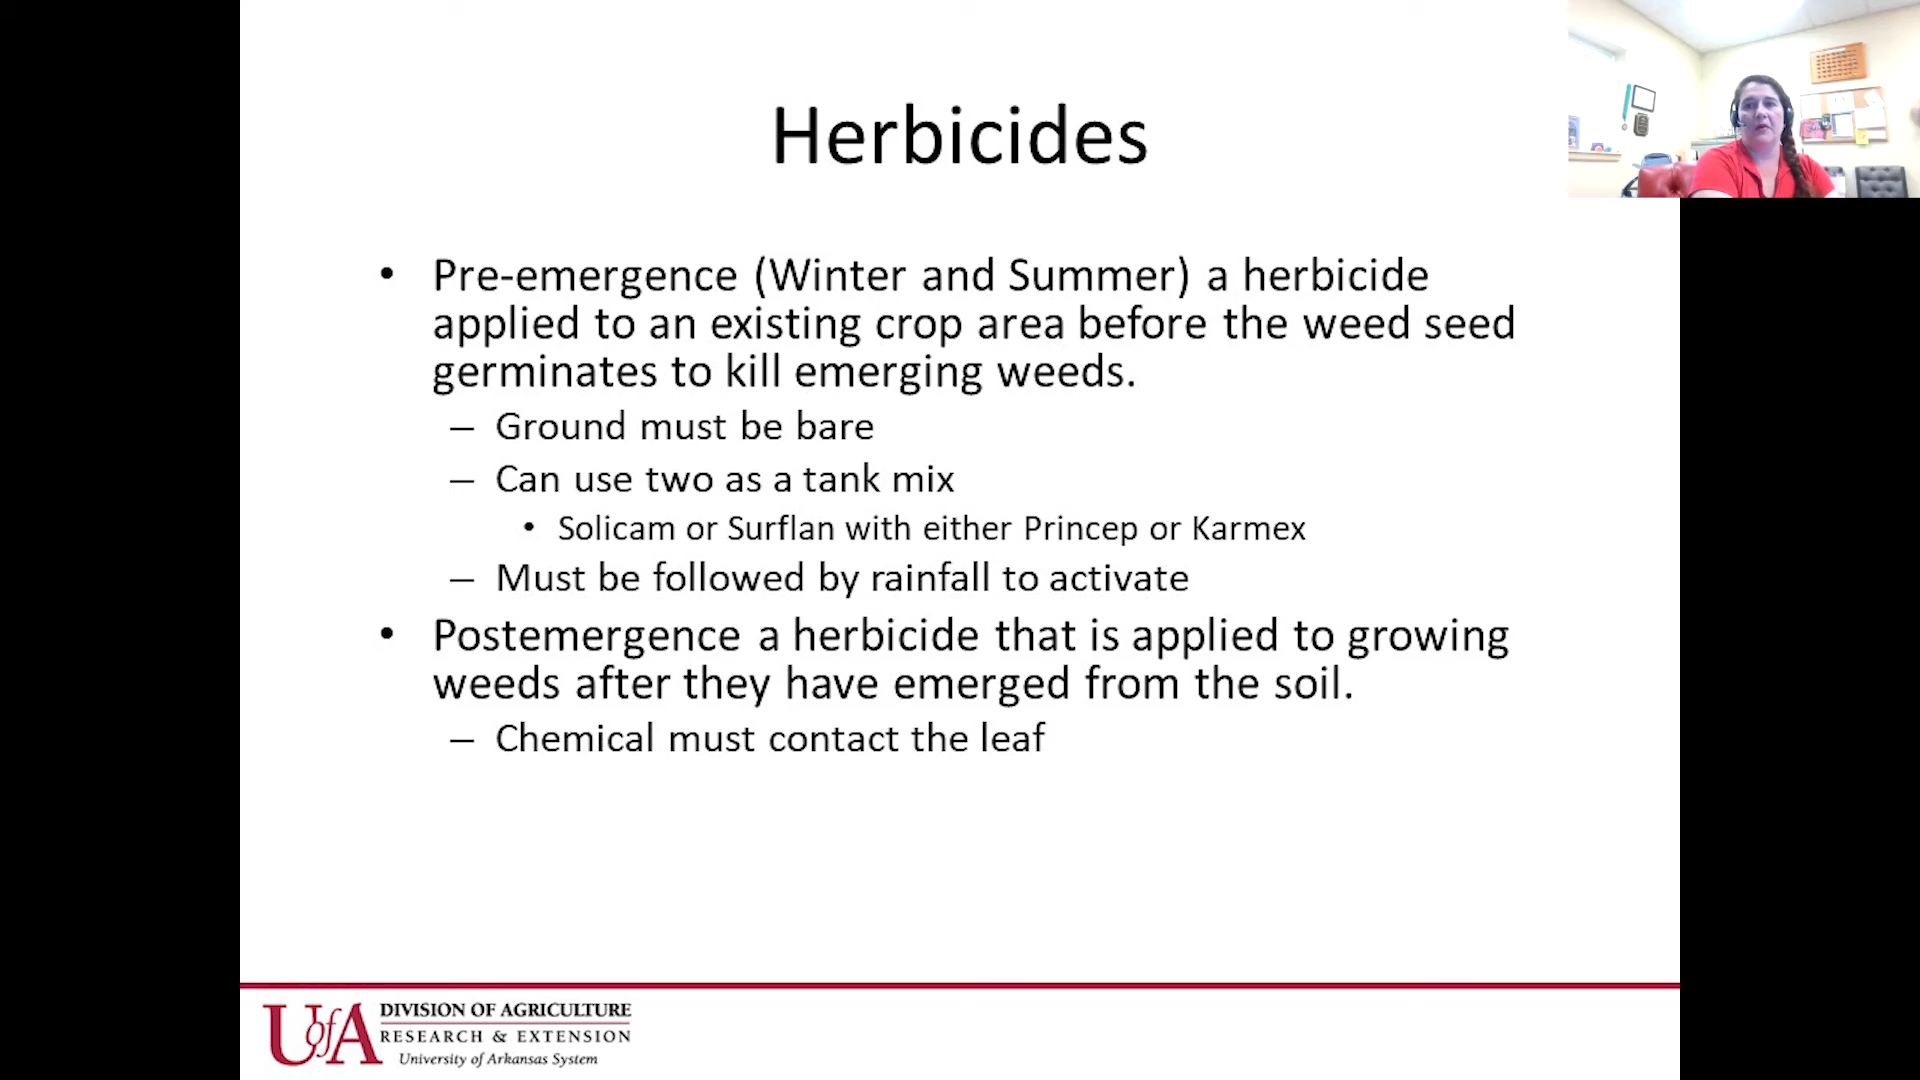 Herbicides
• Pre-emergence (Winter and Summer) a herbicide
applied to an existing crop area before the weed seed
germinates to kill emerging weeds.
– Ground must be bare
– Can use two as a tank mix
• Solicam or Surflan with either Princep or Karmex
– Must be followed by rainfall to activate
• Postemergence a herbicide that is applied to growing
weeds after they have emerged from the soil.
– Chemical must contact the leaf
UofA
DIVISION OF AGRICULTURE
RESEARCH & EXTENSION
University of Arkansas System